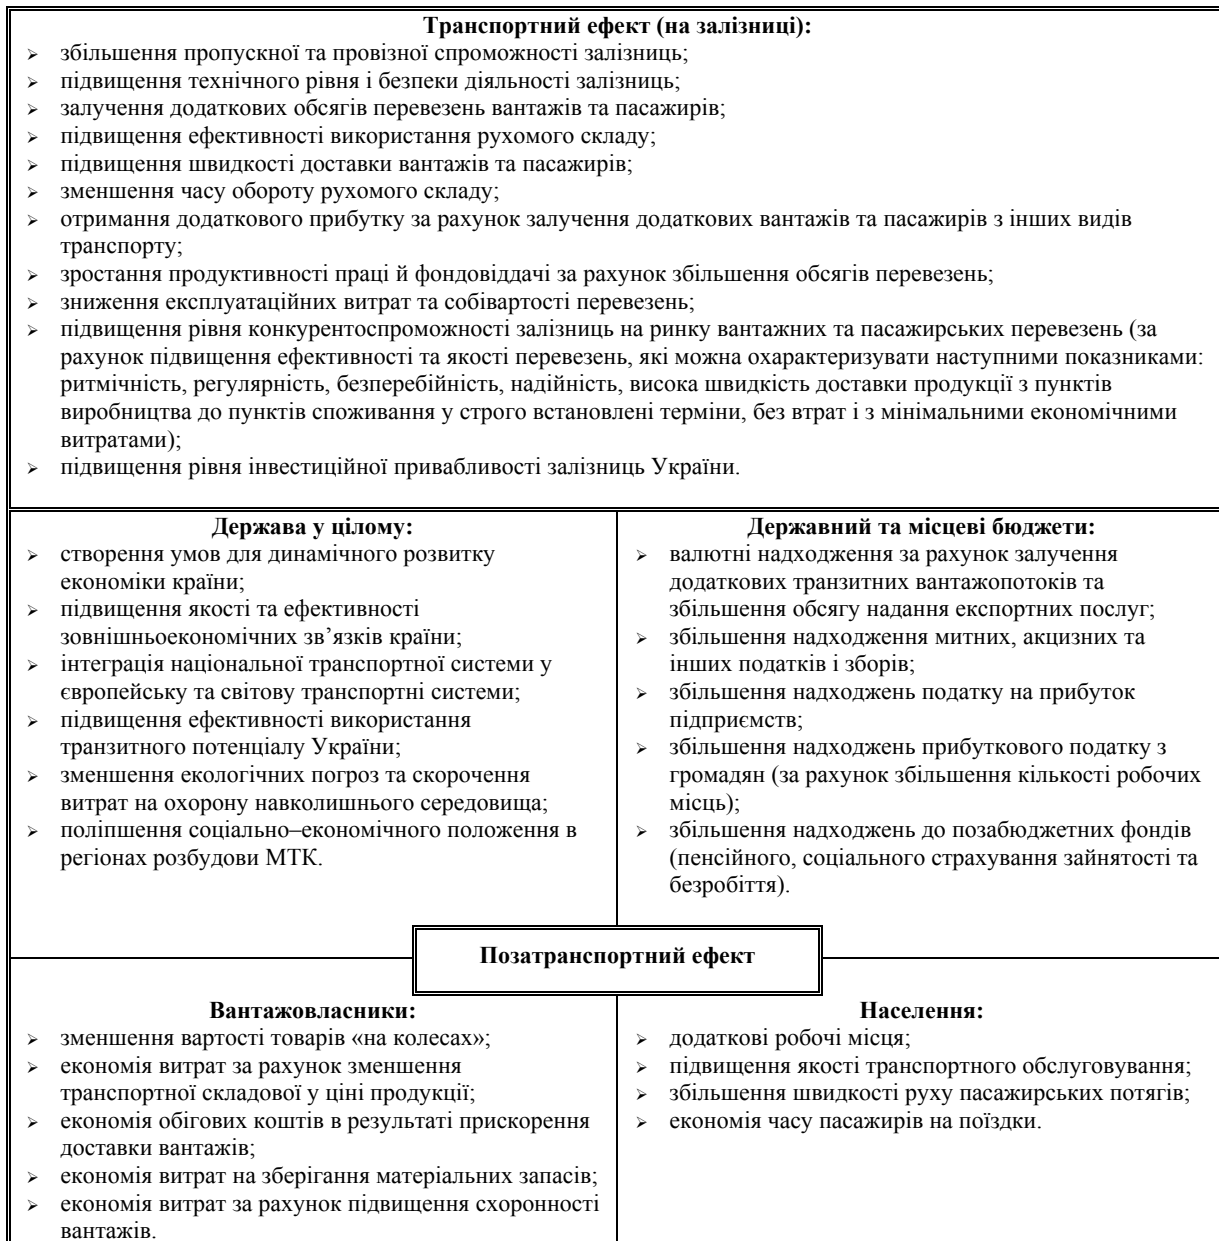 Транспортний ефект (на залізниці):
➢ збільшення пропускної та провізної спроможності залізниць;
➢ підвищення технічного рівня і безпеки діяльності залізниць;
➢ залучення додаткових обсягів перевезень вантажів та пасажирів;
➢ підвищення ефективності використання рухомого складу;
➢ підвищення швидкості доставки вантажів та пасажирів;
➢ зменшення часу обороту рухомого складу;
➢ отримання додаткового прибутку за рахунок залучення додаткових вантажів та пасажирів з інших видів
транспорту;
➢ зростання продуктивності праці й фондовіддачі за рахунок збільшення обсягів перевезень;
➢ зниження експлуатаційних витрат та собівартості перевезень;
➢ підвищення рівня конкурентоспроможності залізниць на ринку вантажних та пасажирських перевезень (за
рахунок підвищення ефективності та якості перевезень, які можна охарактеризувати наступними показниками:
ритмічність, регулярність, безперебійність, надійність, висока швидкість доставки продукції з пунктів
виробництва до пунктів споживання у строго встановлені терміни, без втрат і з мінімальними економічними
витратами);
➢ підвищення рівня інвестиційної привабливості залізниць України.
Держава у цілому:
➢ створення умов для динамічного розвитку
економіки країни;
➢ підвищення якості та ефективності
зовнішньоекономічних зв’язків країни;
➢ інтеграція національної транспортної системи у
європейську та світову транспортні системи;
➢ підвищення ефективності використання
транзитного потенціалу України;
➢ зменшення екологічних погроз та скорочення
витрат на охорону навколишнього середовища;
➢ поліпшення соціально–економічного положення в
регіонах розбудови МТК.
Державний та місцеві бюджети:
➢ валютні надходження за рахунок залучення
додаткових транзитних вантажопотоків та
збільшення обсягу надання експортних послуг;
➢ збільшення надходження митних, акцизних та
інших податків і зборів;
➢ збільшення надходжень податку на прибуток
підприємств;
➢ збільшення надходжень прибуткового податку з
громадян (за рахунок збільшення кількості робочих
місць);
➢ збільшення надходжень до позабюджетних фондів
(пенсійного, соціального страхування зайнятості та
безробіття).
Позатранспортний ефект
Вантажовласники:
➢ зменшення вартості товарів «на колесах»;
➢ економія витрат за рахунок зменшення
транспортної складової у ціні продукції;
➢ економія обігових коштів в результаті прискорення
доставки вантажів;
➢ економія витрат на зберігання матеріальних запасів;
➢ економія витрат за рахунок підвищення схоронності
вантажів.
Населення:
➢ додаткові робочі місця;
➢ підвищення якості транспортного обслуговування;
➢ збільшення швидкості руху пасажирських потягів;
➢ економія часу пасажирів на поїздки.